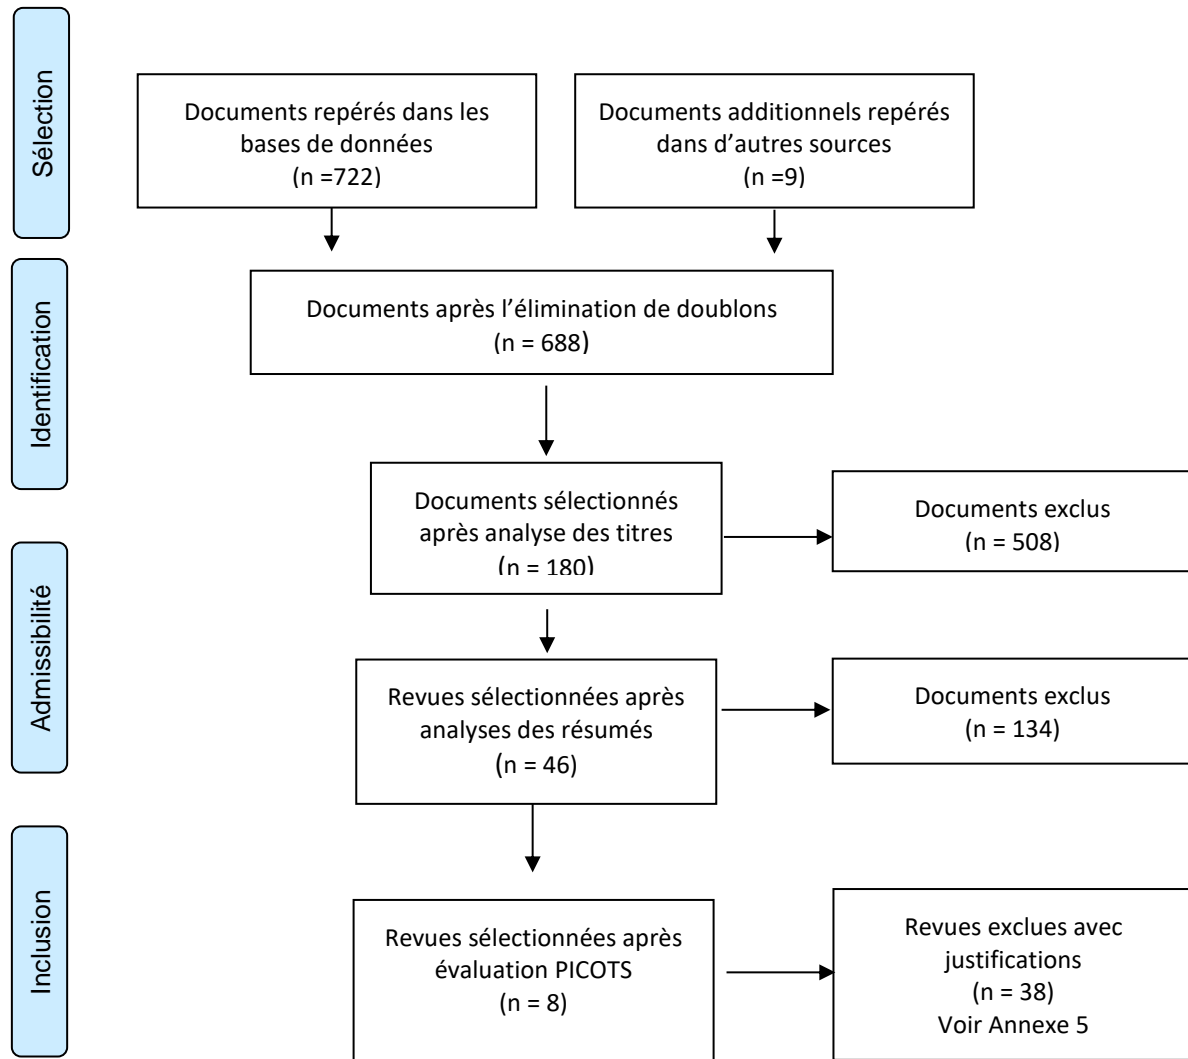 Sélection
Documents repérés dans les
bases de données
(n =722)
Documents additionnels repérés
dans d'autres sources
(n =9)
Identification
Documents après l'élimination de doublons
(n = 688)
Documents sélectionnés
après analyse des titres
(n = 180)
Documents exclus
(n = 508)
Admissibilité
Revues sélectionnées après
analyses des résumés
(n = 46)
Documents exclus
(n = 134)
Inclusion
Revues sélectionnées après
évaluation PICOTS
(n = 8)
Revues exclues avec
justifications
(n = 38)
Voir Annexe 5